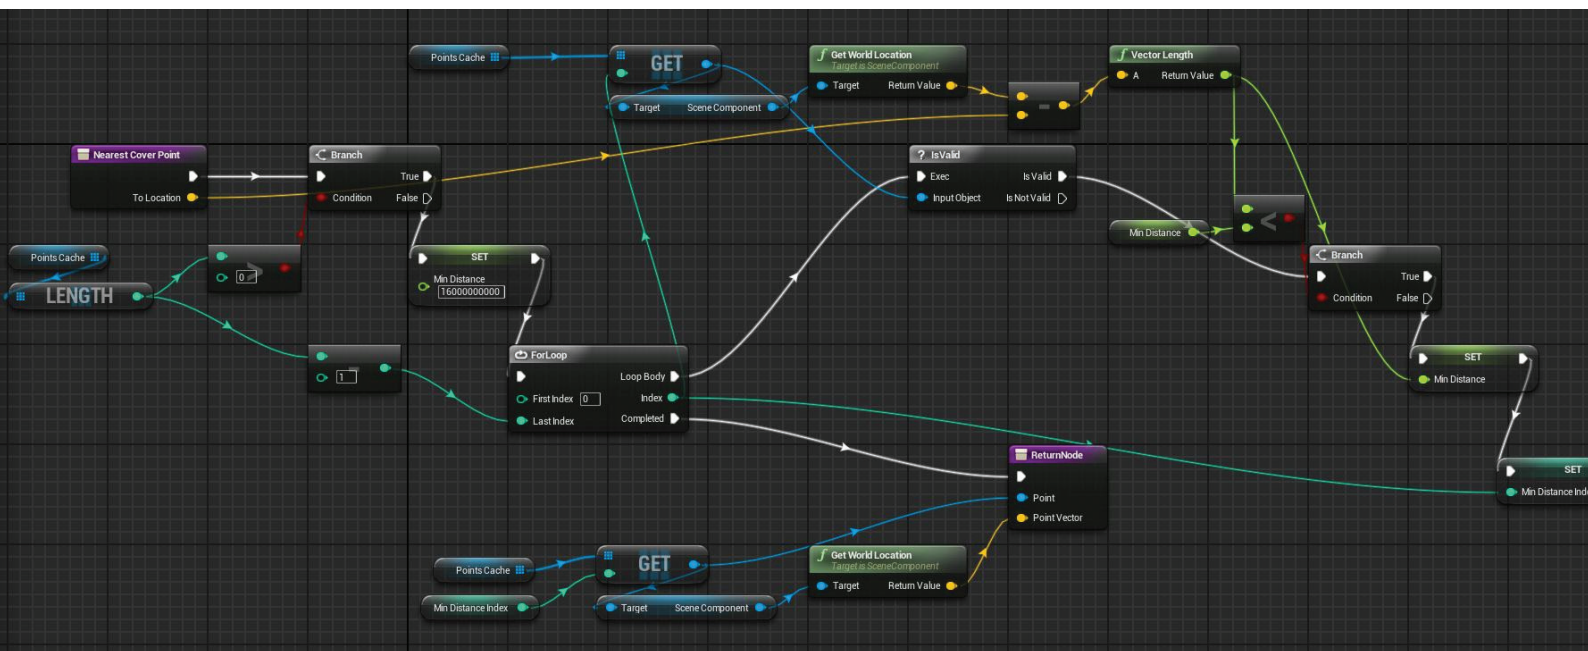 Points Cache
GET
Target Scene Component
Get World Location
Target is SceneComponent
Target Return Value
-
Vector Length
A Return Value
Nearest Cover Point
To Location
Branch
True
Condition False
? IsValid
Exec Is Valid
Input Object Is Not Valid
Min Distance
<
Points Cache
LENGTH
0 >
SET
Min Distance
16000000000
Branch
True
Condition False
1 -
ForLoop
Loop Body
First Index 0 Index
Last Index Completed
SET
Min Distance
ReturnNode
Point
Point Vector
SET
Min Distance Ind
Points Cache
GET
Min Distance Index
Target Scene Component
Get World Location
Target is SceneComponent
Target Return Value